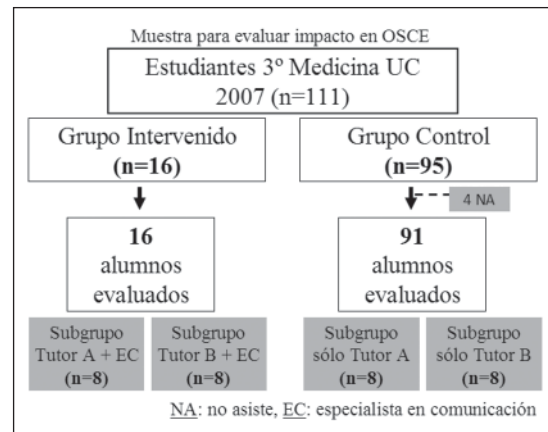 Muestra para evaluar impacto en OSCE
Estudiantes 3º Medicina UC
2007 (n=111)
Grupo Intervenido
(n=16)
Grupo Control
(n=95)
4 NA
16
alumnos
evaluados
91
alumnos
evaluados
Subgrupo
Tutor A + EC
(n=8)
Subgrupo
Tutor B + EC
(n=8)
Subgrupo
sólo Tutor A
(n=8)
Subgrupo
sólo Tutor B
(n=8)
NA: no asiste, EC: especialista en comunicación